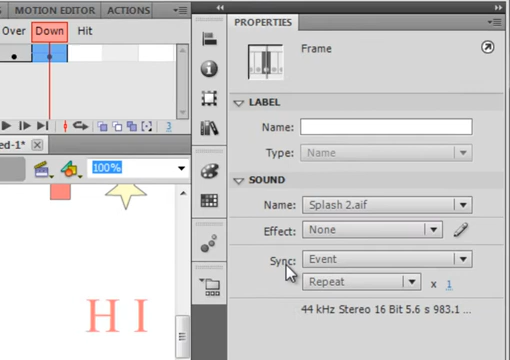 MOTION EDITOR
ACTIONS
Over
Down
Hit
3
ed-1*
100%
HI
PROPERTIES
Frame
LABEL
Name:
Type: Name
SOUND
Name: Splash 2.aif
Effect: None
Sync: Event
Repeat x 1
44 kHz Stereo 16 Bit 5.6 s 983.1 ...